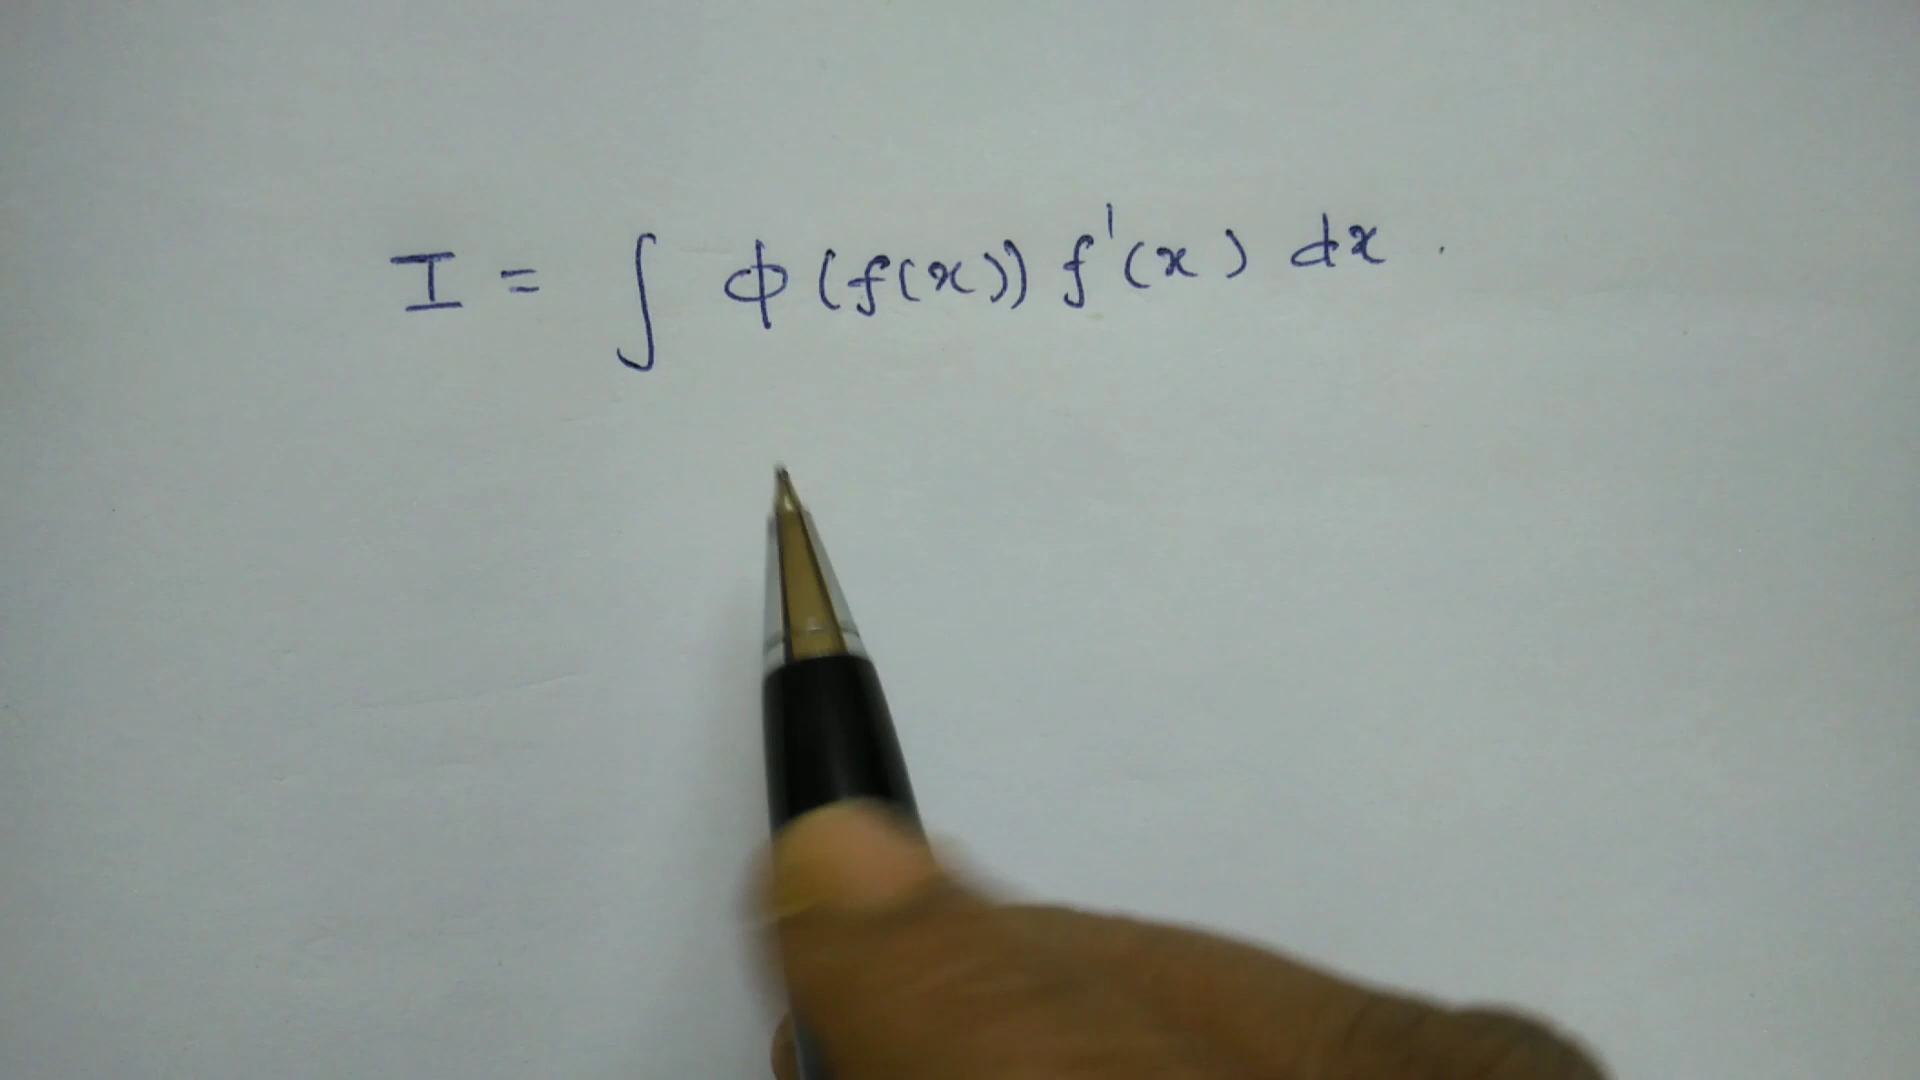 I = ∫ ϕ(f(x)) f'(x) dx .